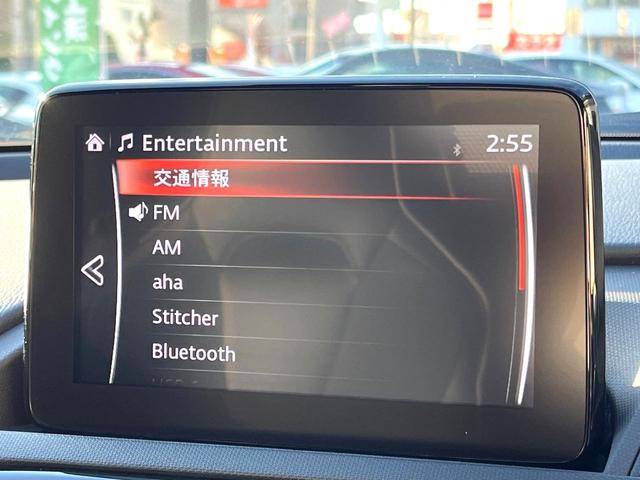 Entertainment
2:55
交通情報
FM
AM
aha
Stitcher
Bluetooth